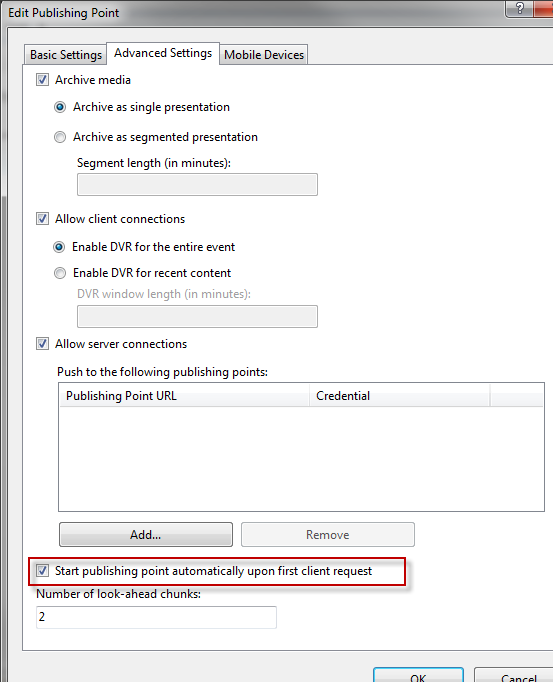 Edit Publishing Point
?
Basic Settings Advanced Settings Mobile Devices
Archive media
Archive as single presentation
Archive as segmented presentation
Segment length (in minutes):
Allow client connections
Enable DVR for the entire event
Enable DVR for recent content
DVR window length (in minutes):
Allow server connections
Push to the following publishing points:
Publishing Point URL Credential
Add... Remove
Start publishing point automatically upon first client request
Number of look-ahead chunks:
2
OK Cancel